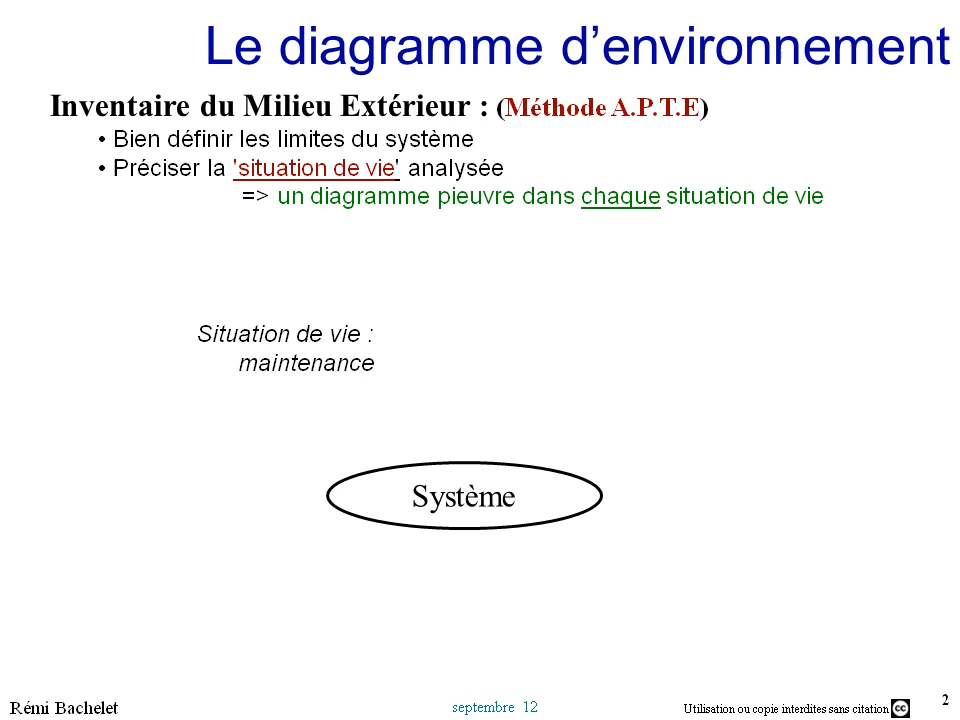 Le diagramme d’environnement
Inventaire du Milieu Extérieur : (Méthode A.P.T.E)
• Bien définir les limites du système
• Préciser la 'situation de vie' analysée
=> un diagramme pieuvre dans chaque situation de vie
Situation de vie :
maintenance
Système
Rémi Bachelet
septembre 12
Utilisation ou copie interdites sans citation
cc
2